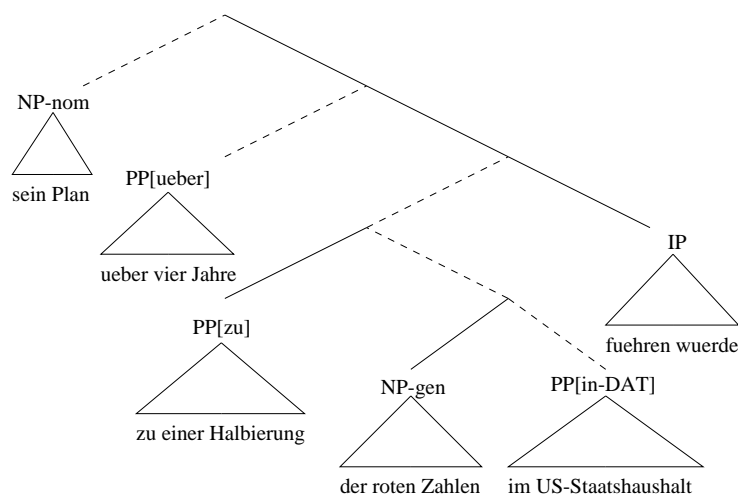 NP-nom
sein Plan
PP[ueber]
ueber vier Jahre
IP
fuehren wuerde
PP[zu]
zu einer Halbierung
NP-gen
der roten Zahlen
PP[in-DAT]
im US-Staatshaushalt